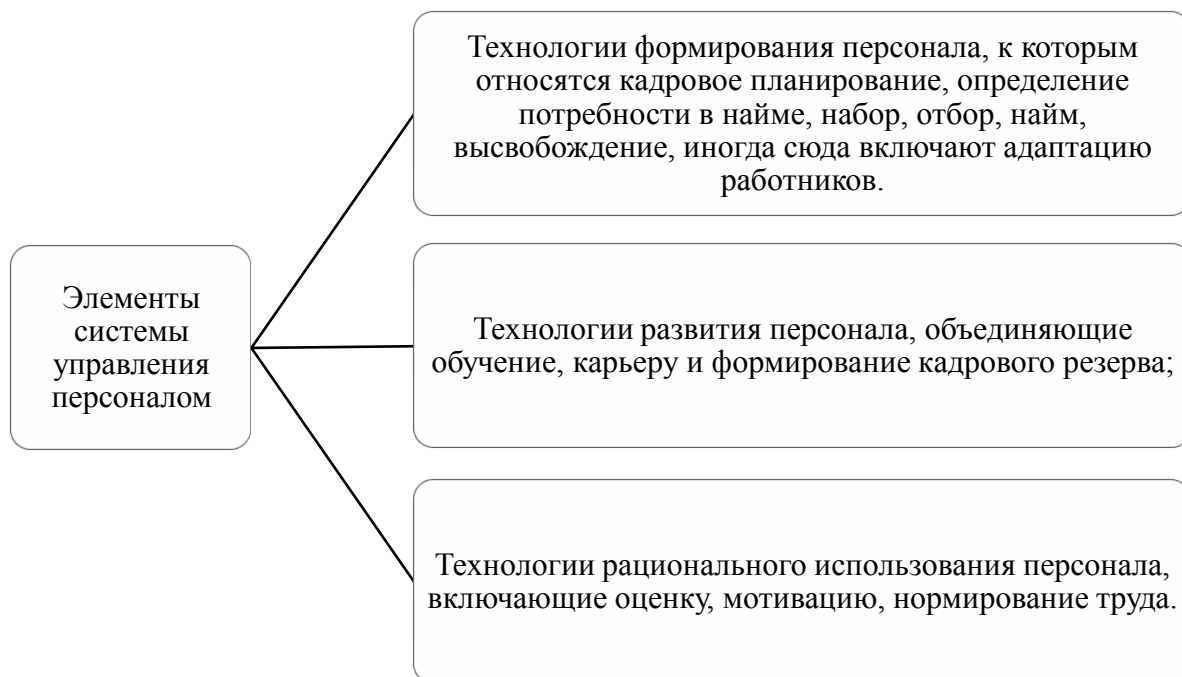 Технологии формирования персонала, к которым
относятся кадровое планирование, определение
потребности в найме, набор, отбор, найм,
высвобождение, иногда сюда включают адаптацию
работников.
Элементы
системы
управления
персоналом
Технологии развития персонала, объединяющие
обучение, карьеру и формирование кадрового резерва;
Технологии рационального использования персонала,
включающие оценку, мотивацию, нормирование труда.